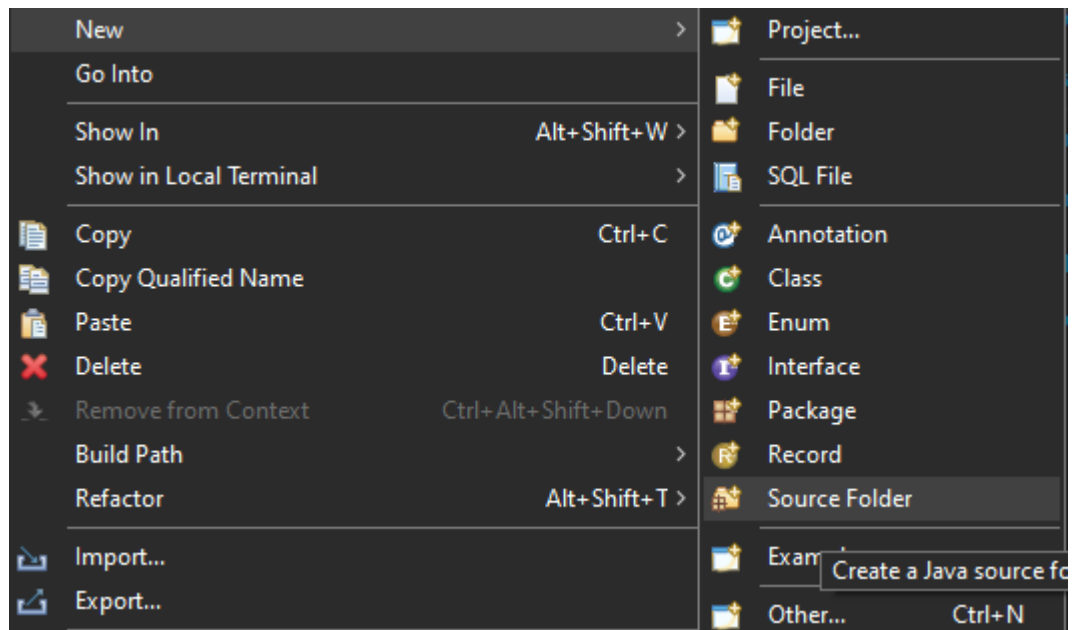 New
Go Into
Show In Alt+Shift+W
Show in Local Terminal
Copy Ctrl+C
Copy Qualified Name
Paste Ctrl+V
Delete Delete
Remove from Context Ctrl+Alt+Shift+Down
Build Path
Refactor Alt+Shift+T
Import...
Export...
Project...
File
Folder
SQL File
Annotation
Class
Enum
Interface
Package
Record
Source Folder
Create a Java source
Other... Ctrl+N